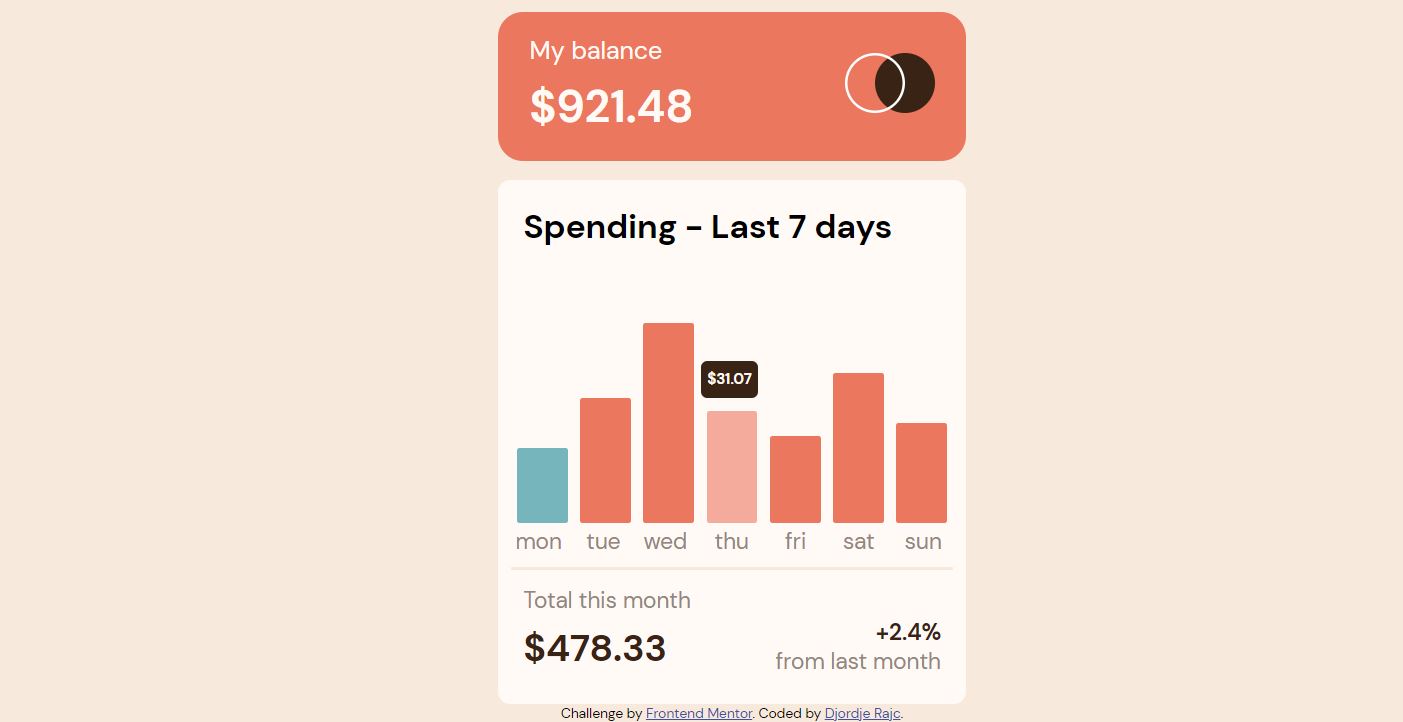 My balance
$921.48
Spending - Last 7 days
$31.07
mon tue wed thu fri sat sun
Total this month
$478.33
+2.4%
from last month
Challenge by Frontend Mentor. Coded by Djordje Rajc.